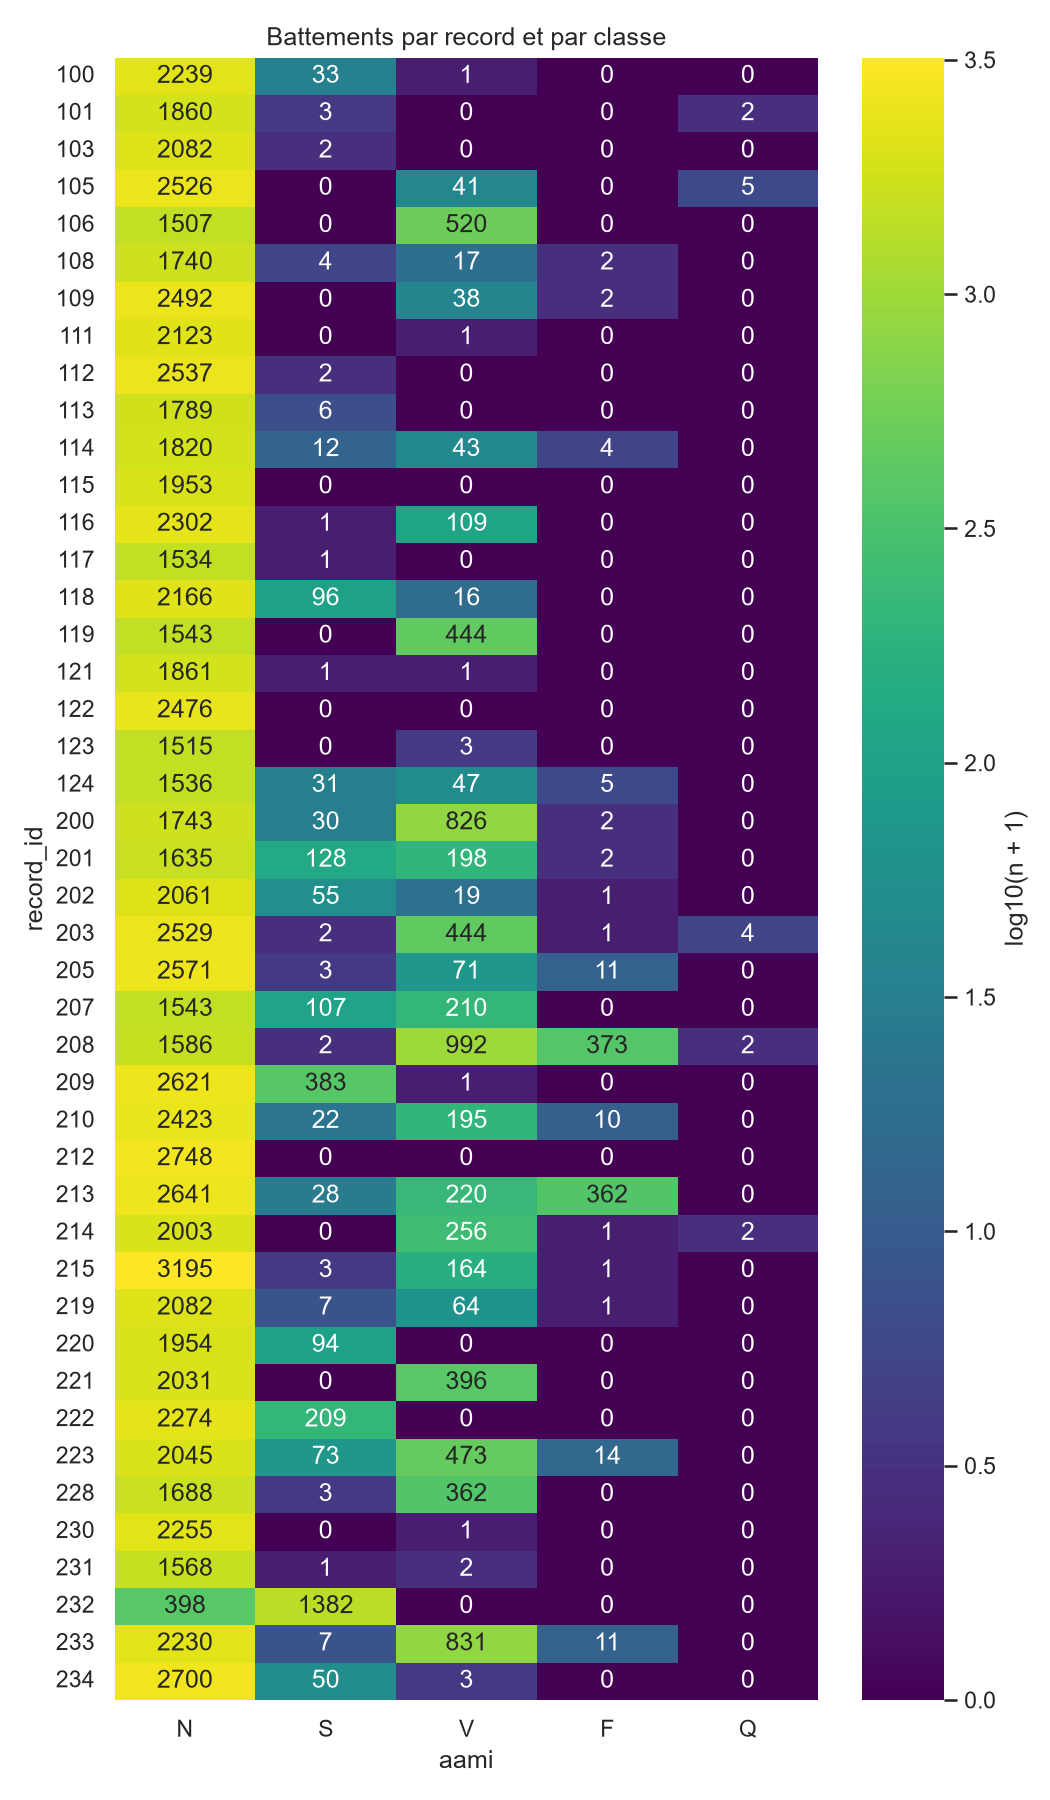 Battements par record et par classe
100 2239 33 1 0 0
101 1860 3 0 0 2
103 2082 2 0 0 0
105 2526 0 41 0 5
106 1507 0 520 0 0
108 1740 4 17 2 0
109 2492 0 38 2 0
111 2123 0 1 0 0
112 2537 2 0 0 0
113 1789 6 0 0 0
114 1820 12 43 4 0
115 1953 0 0 0 0
116 2302 1 109 0 0
117 1534 1 0 0 0
118 2166 96 16 0 0
119 1543 0 444 0 0
121 1861 1 1 0 0
122 2476 0 0 0 0
123 1515 0 3 0 0
124 1536 31 47 5 0
200 1743 30 826 2 0
201 1635 128 198 2 0
202 2061 55 19 1 0
203 2529 2 444 1 4
205 2571 3 71 11 0
207 1543 107 210 0 0
208 1586 2 992 373 2
209 2621 383 1 0 0
210 2423 22 195 10 0
212 2748 0 0 0 0
213 2641 28 220 362 0
214 2003 0 256 1 2
215 3195 3 164 1 0
219 2082 7 64 1 0
220 1954 94 0 0 0
221 2031 0 396 0 0
222 2274 209 0 0 0
223 2045 73 473 14 0
228 1688 3 362 0 0
230 2255 0 1 0 0
231 1568 1 2 0 0
232 398 1382 0 0 0
233 2230 7 831 11 0
234 2700 50 3 0 0
N S V F Q
aami
record_id
3.5
3.0
2.5
2.0
1.5
1.0
0.5
0.0
log10(n + 1)